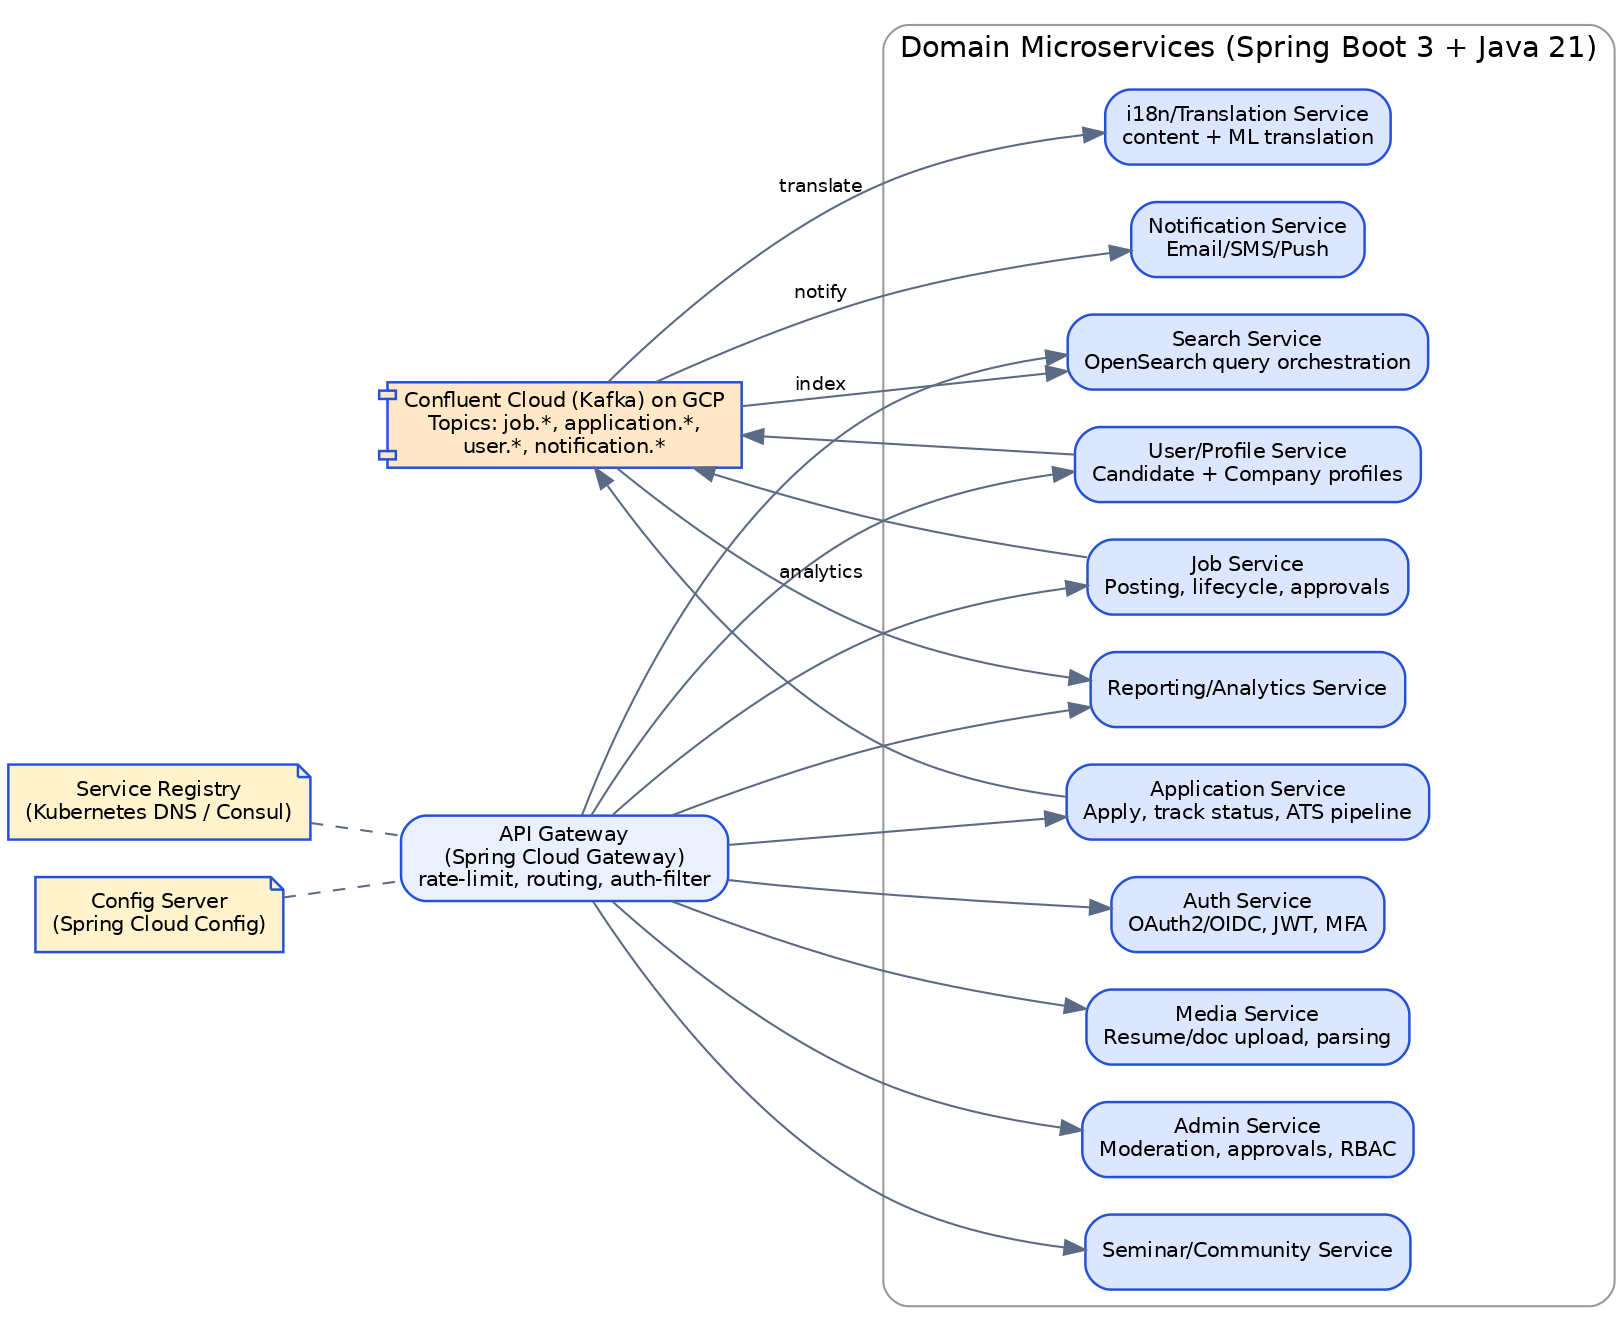 Domain Microservices (Spring Boot 3 + Java 21)
i18n/Translation Service
content + ML translation
translate
Notification Service
Email/SMS/Push
notify
Search Service
OpenSearch query orchestration
index
Confluent Cloud (Kafka) on GCP
Topics: job.*, application.*,
user.*, notification.*
User/Profile Service
Candidate + Company profiles
Job Service
Posting, lifecycle, approvals
analytics
Reporting/Analytics Service
Service Registry
(Kubernetes DNS / Consul)
Application Service
Apply, track status, ATS pipeline
API Gateway
(Spring Cloud Gateway)
rate-limit, routing, auth-filter
Config Server
(Spring Cloud Config)
Auth Service
OAuth2/OIDC, JWT, MFA
Media Service
Resume/doc upload, parsing
Admin Service
Moderation, approvals, RBAC
Seminar/Community Service